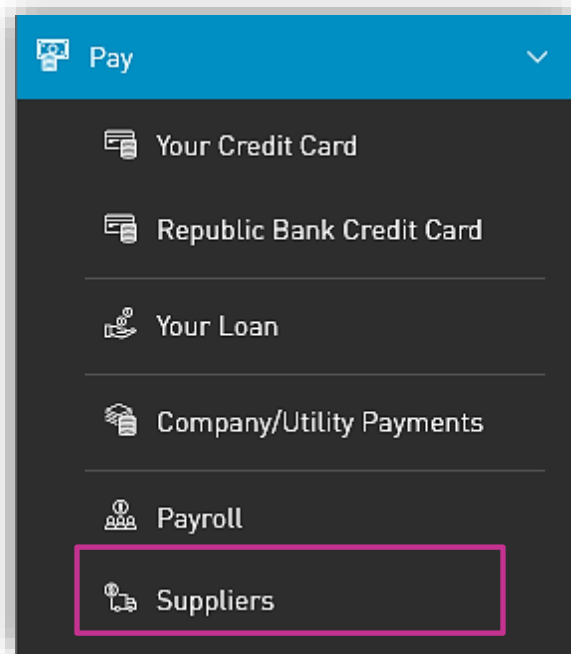 Pay
Your Credit Card
Republic Bank Credit Card
Your Loan
Company/Utility Payments
Payroll
Suppliers